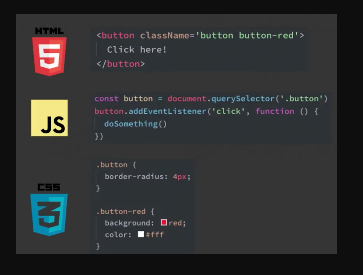 HTML
5
<button className='button button-red'>
Click here!
</button>
JS
const button = document.querySelector('.button')
button.addEventListener('click', function () {
doSomething()
})
CSS
3
.button {
border-radius: 4px;
}
.button-red {
background: red;
color: #fff
}